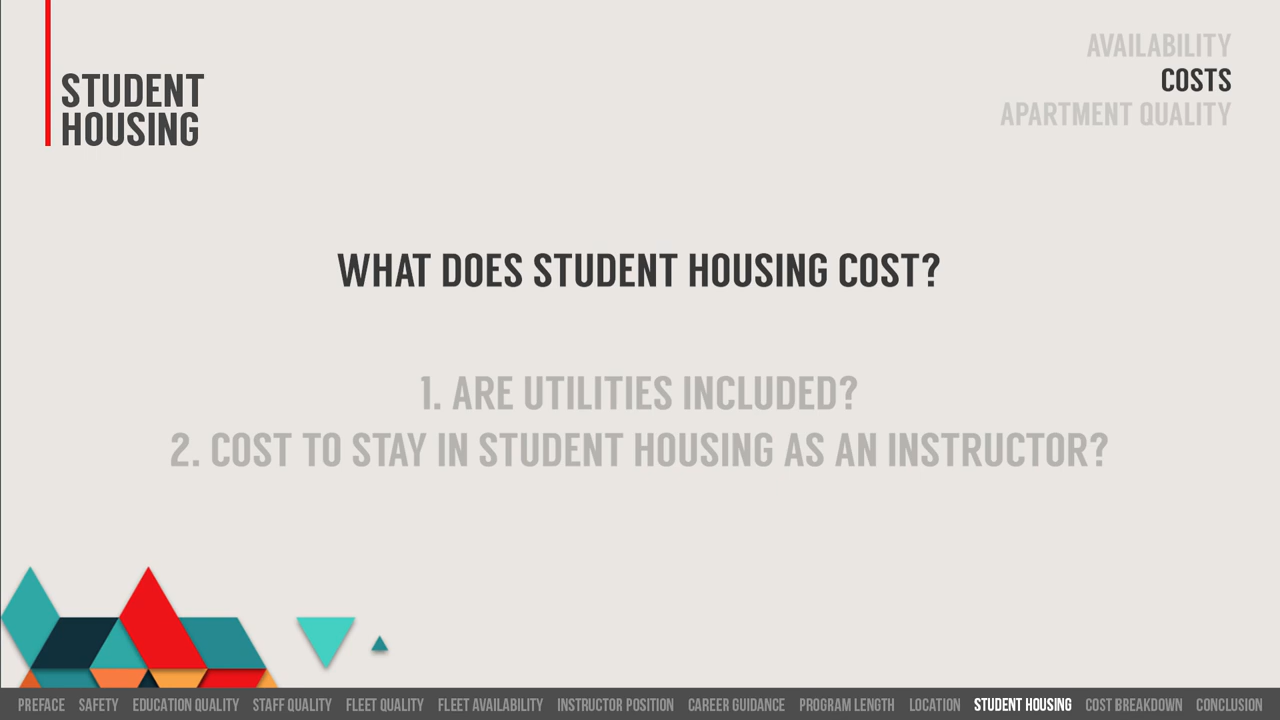 STUDENT
HOUSING
AVAILABILITY
COSTS
APARTMENT QUALITY
WHAT DOES STUDENT HOUSING COST?
1. ARE UTILITIES INCLUDED?
2. COST TO STAY IN STUDENT HOUSING AS AN INSTRUCTOR?
PREFACE SAFETY EDUCATION QUALITY STAFF QUALITY FLEET QUALITY FLEET AVAILABILITY INSTRUCTOR POSITION CAREER GUIDANCE PROGRAM LENGTH LOCATION STUDENT HOUSING COST BREAKDOWN CONCLUSION